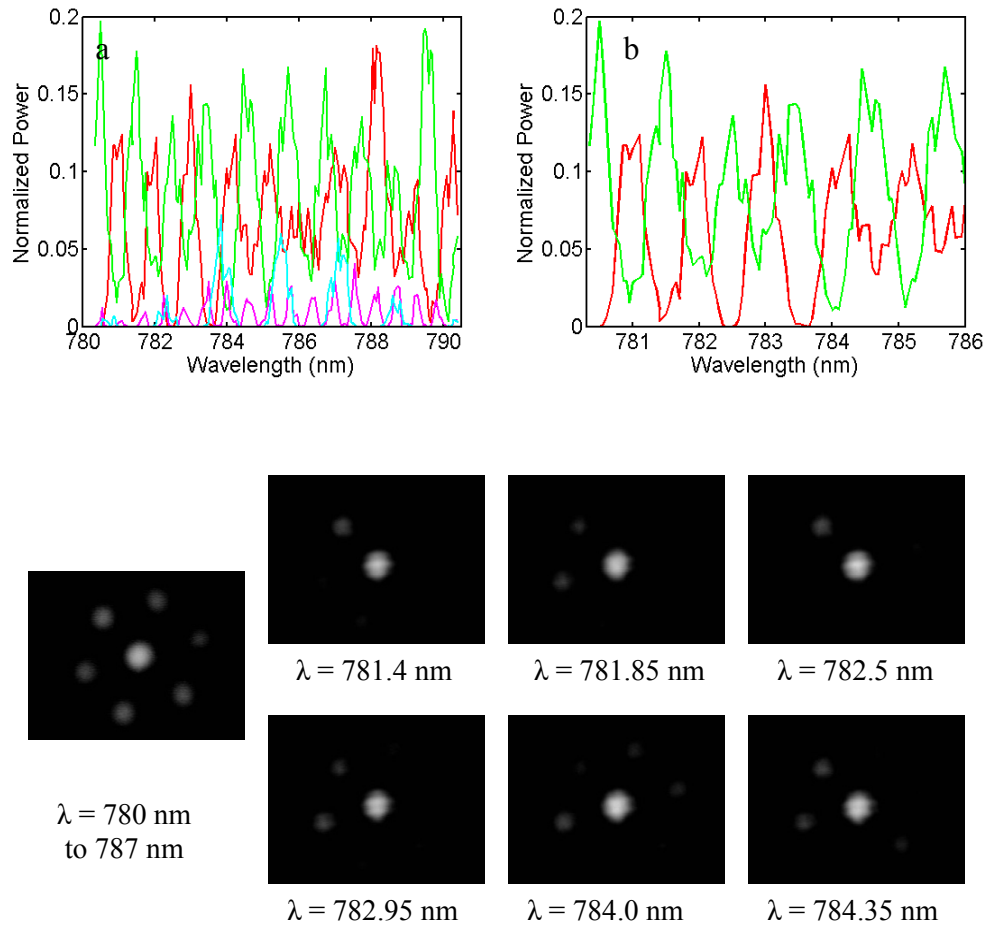 a
Normalized Power
0.2
0.15
0.1
0.05
0
780 782 784 786 788 790
Wavelength (nm)
b
Normalized Power
0.2
0.15
0.1
0.05
0
781 782 783 784 785 786
Wavelength (nm)
λ = 781.4 nm
λ = 781.85 nm
λ = 782.5 nm
λ = 780 nm
to 787 nm
λ = 782.95 nm
λ = 784.0 nm
λ = 784.35 nm